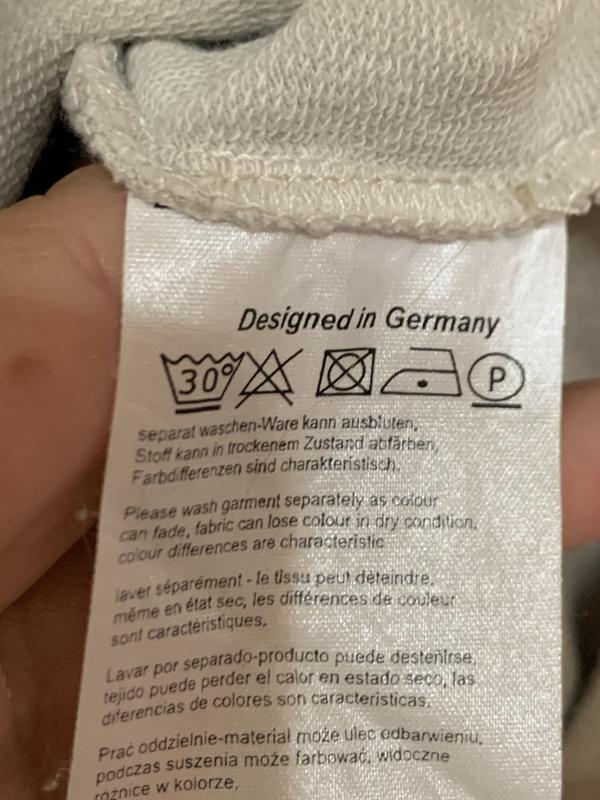 Designed in Germany
30° P
separat waschen-Ware kann ausbluten,
Stoff kann in trockenem Zustand abfärben,
Farbdifferenzen sind charakteristisch.
Please wash garment separately as colour
can fade, fabric can lose colour in dry condition,
colour differences are characteristic
laver séparément - le tissu peut déteindre,
même en état sec, les différences de couleur
sont caractéristiques.
Lavar por separado-producto puede desteñirse,
tejido puede perder el calor en estado seco, las
diferencias de colores son caracteristicas.
Prać oddzielnie-materiał może ulec odbarwieniu,
podczas suszenia może farbować, widoczne
różnice w kolorze.